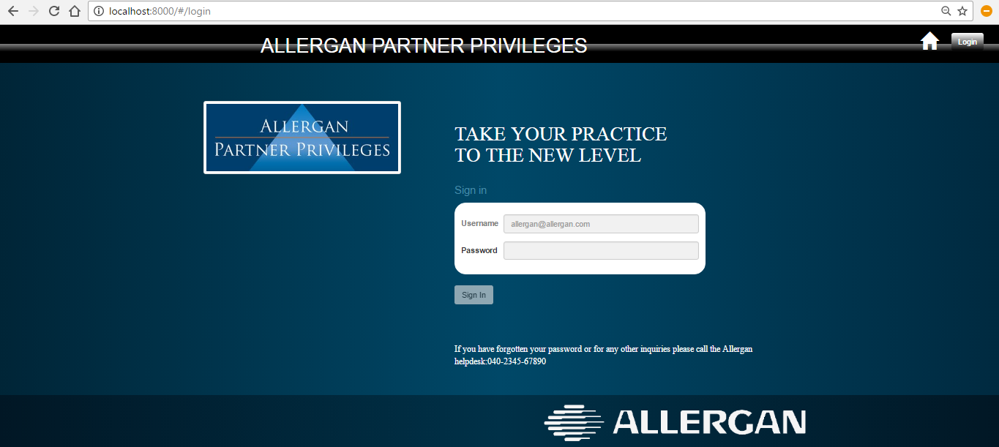 localhost:8000/#/login
ALLERGAN PARTNER PRIVILEGES
Login
ALLERGAN
PARTNER PRIVILEGES
TAKE YOUR PRACTICE
TO THE NEW LEVEL
Sign in
Username allergan@allergan.com
Password
Sign In
If you have forgotten your password or for any other inquiries please call the Allergan
helpdesk:040-2345-67890
ALLERGAN